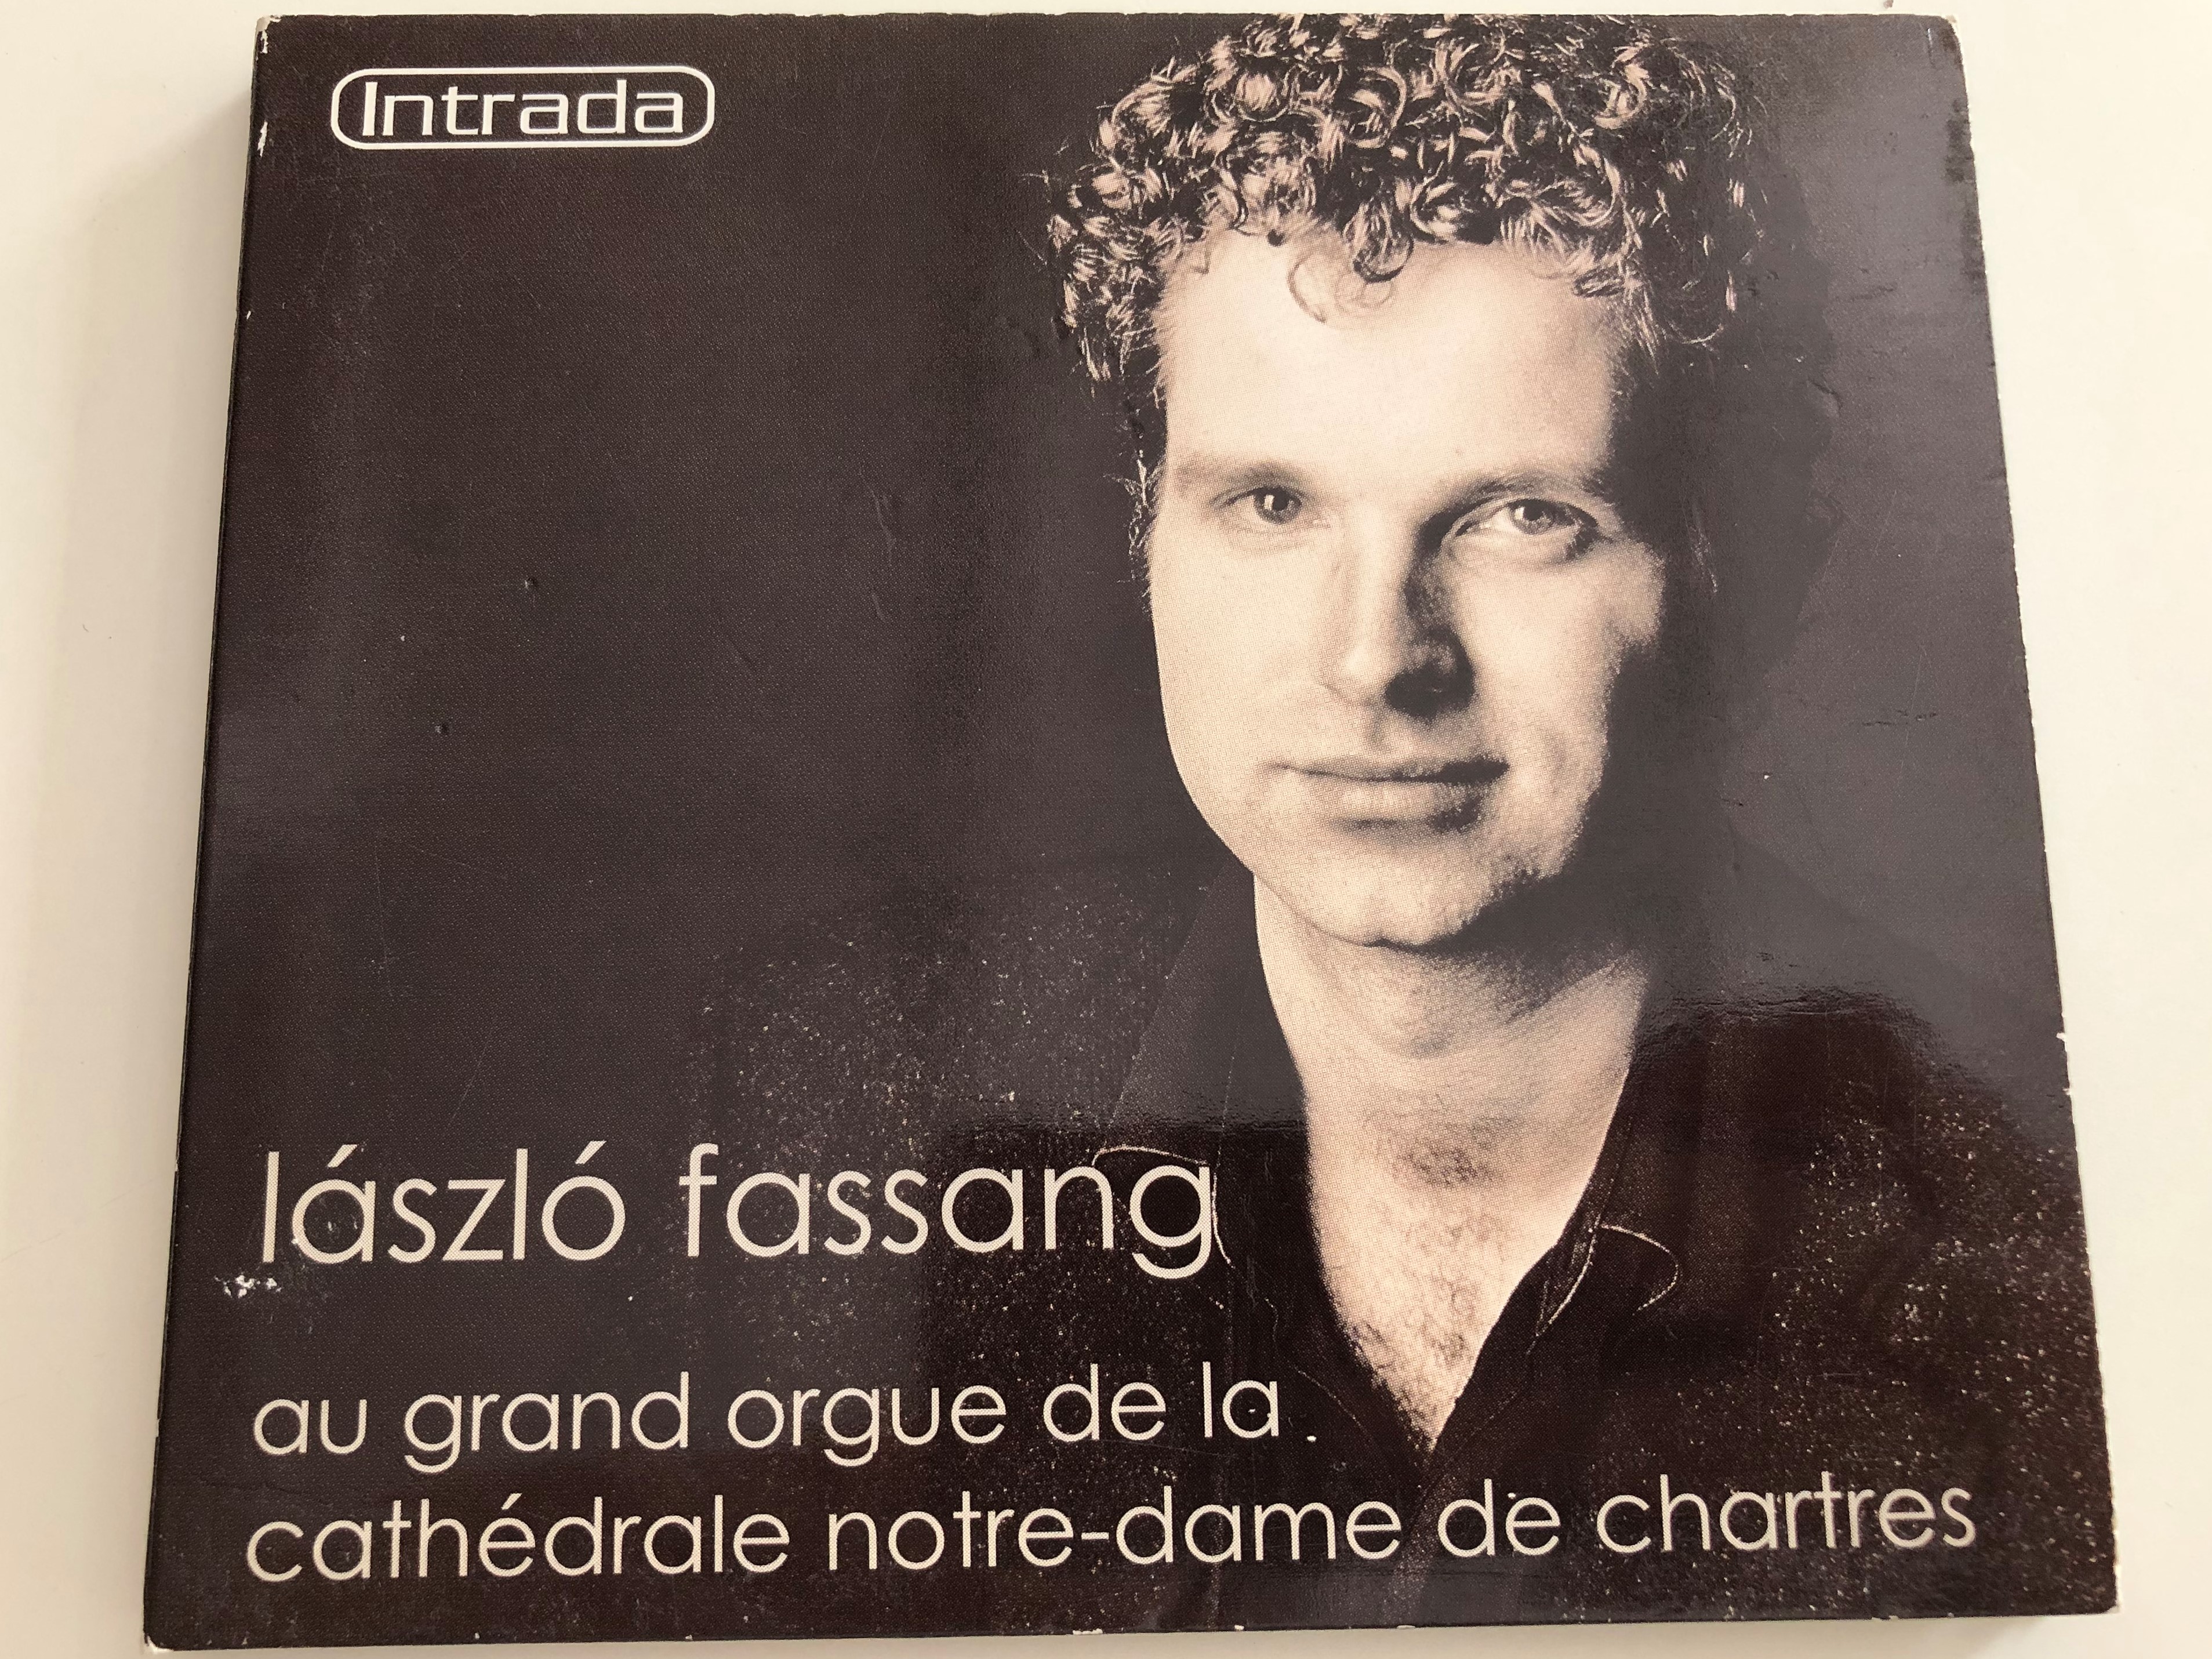 Intrada
lászló fassang
au grand orgue de la
cathédrale notre-dame de chartres